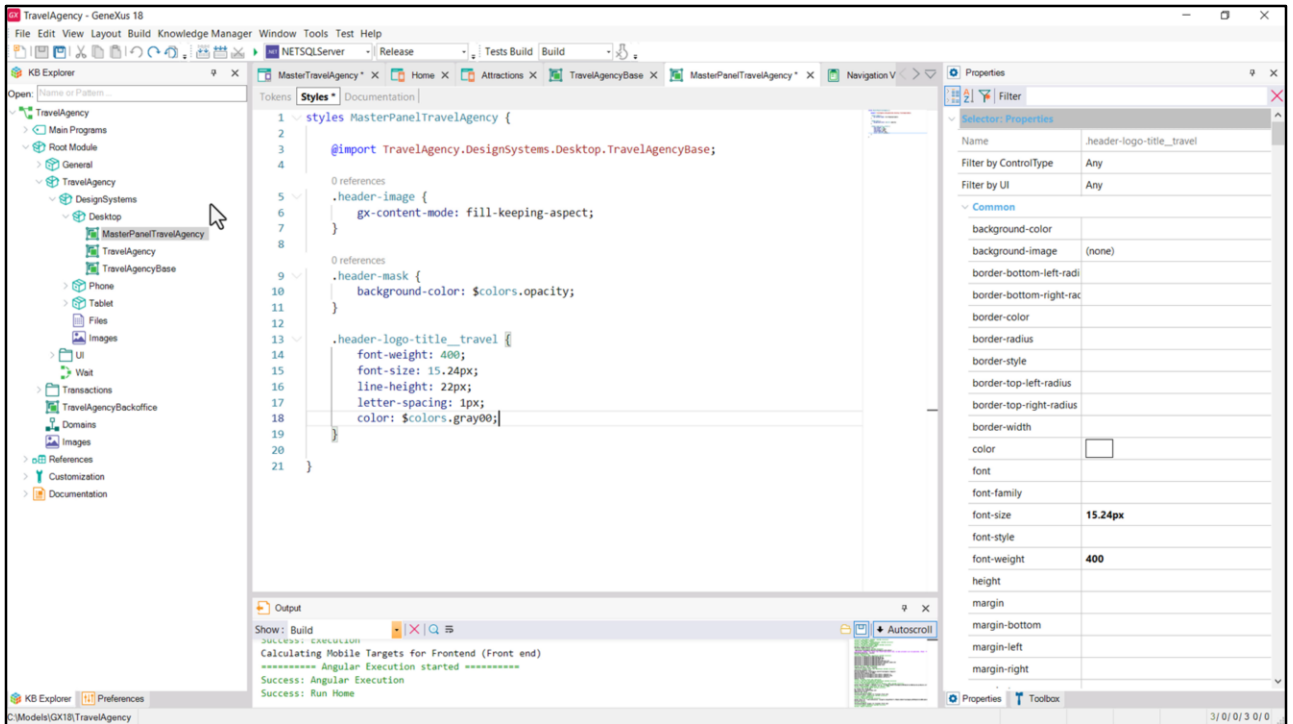 GX TravelAgency - GeneXus 18
File Edit View Layout Build Knowledge Manager Window Tools Test Help
NET NETSQLServer Release Tests Build Build
KB Explorer
Open: Name or Pattern ...
TravelAgency
Main Programs
Root Module
General
TravelAgency
DesignSystems
Desktop
MasterPanelTravelAgency
TravelAgency
TravelAgencyBase
Phone
Tablet
Files
Images
UI
Wait
Transactions
TravelAgencyBackoffice
Domains
Images
References
Customization
Documentation
KB Explorer Preferences
MasterTravelAgency* X Home X Attractions X TravelAgencyBase X MasterPanelTravelAgency* X Navigation V
Tokens Styles * Documentation
1 styles MasterPanelTravelAgency {
2
3 @import TravelAgency.DesignSystems.Desktop.TravelAgencyBase;
4
0 references
5 .header-image {
6 gx-content-mode: fill-keeping-aspect;
7 }
8
0 references
9 .header-mask {
10 background-color: $colors.opacity;
11 }
12
13 .header-logo-title__travel {
14 font-weight: 400;
15 font-size: 15.24px;
16 line-height: 22px;
17 letter-spacing: 1px;
18 color: $colors.gray00;
19 }
20
21 }
Output
Show: Build Autoscroll
Success: Execution
Calculating Mobile Targets for Frontend (Front end)
========== Angular Execution started ==========
Success: Angular Execution
Success: Run Home
Properties
Filter
Selector: Properties
Name .header-logo-title__travel
Filter by ControlType Any
Filter by UI Any
Common
background-color
background-image (none)
border-bottom-left-radi
border-bottom-right-rad
border-color
border-radius
border-style
border-top-left-radius
border-top-right-radius
border-width
color
font
font-family
font-size 15.24px
font-style
font-weight 400
height
margin
margin-bottom
margin-left
margin-right
Properties Toolbox
C:\Models\GX18\TravelAgency 3/0/0/3 0/0